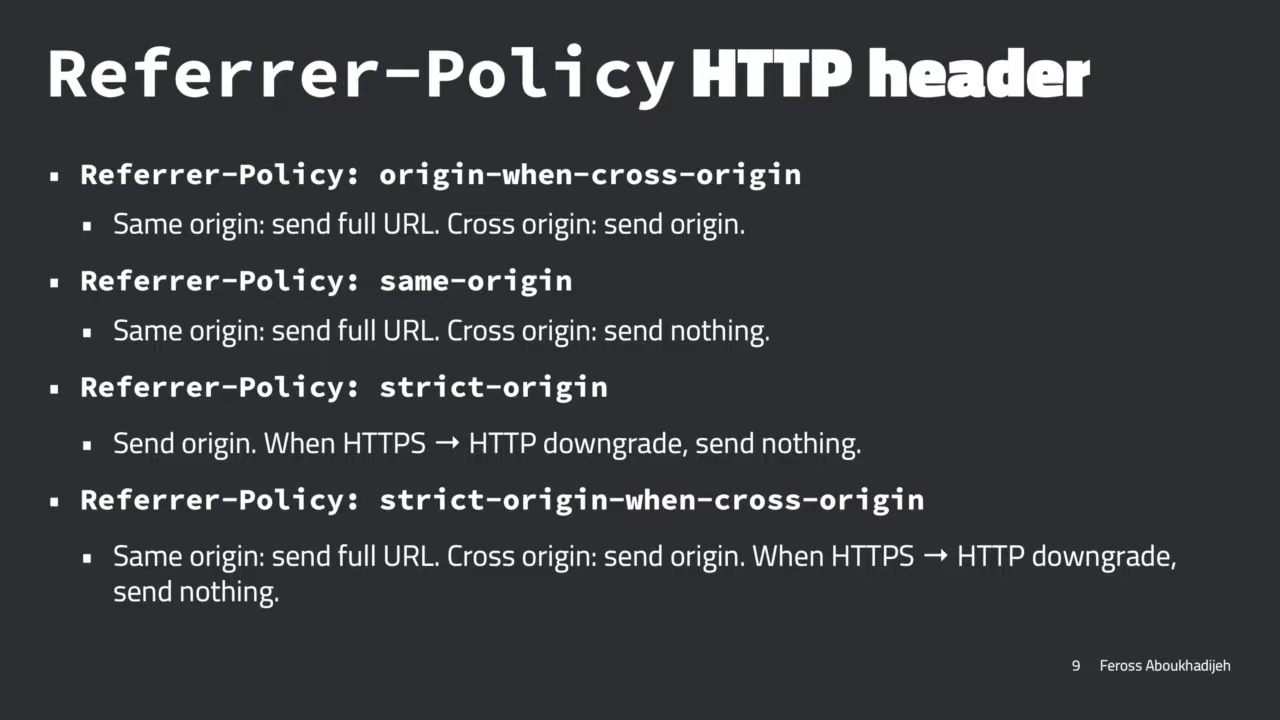 Referrer-Policy HTTP header
▪ Referrer-Policy: origin-when-cross-origin
▪ Same origin: send full URL. Cross origin: send origin.
▪ Referrer-Policy: same-origin
▪ Same origin: send full URL. Cross origin: send nothing.
▪ Referrer-Policy: strict-origin
▪ Send origin. When HTTPS → HTTP downgrade, send nothing.
▪ Referrer-Policy: strict-origin-when-cross-origin
▪ Same origin: send full URL. Cross origin: send origin. When HTTPS → HTTP downgrade,
send nothing.
9 Feross Aboukhadijeh